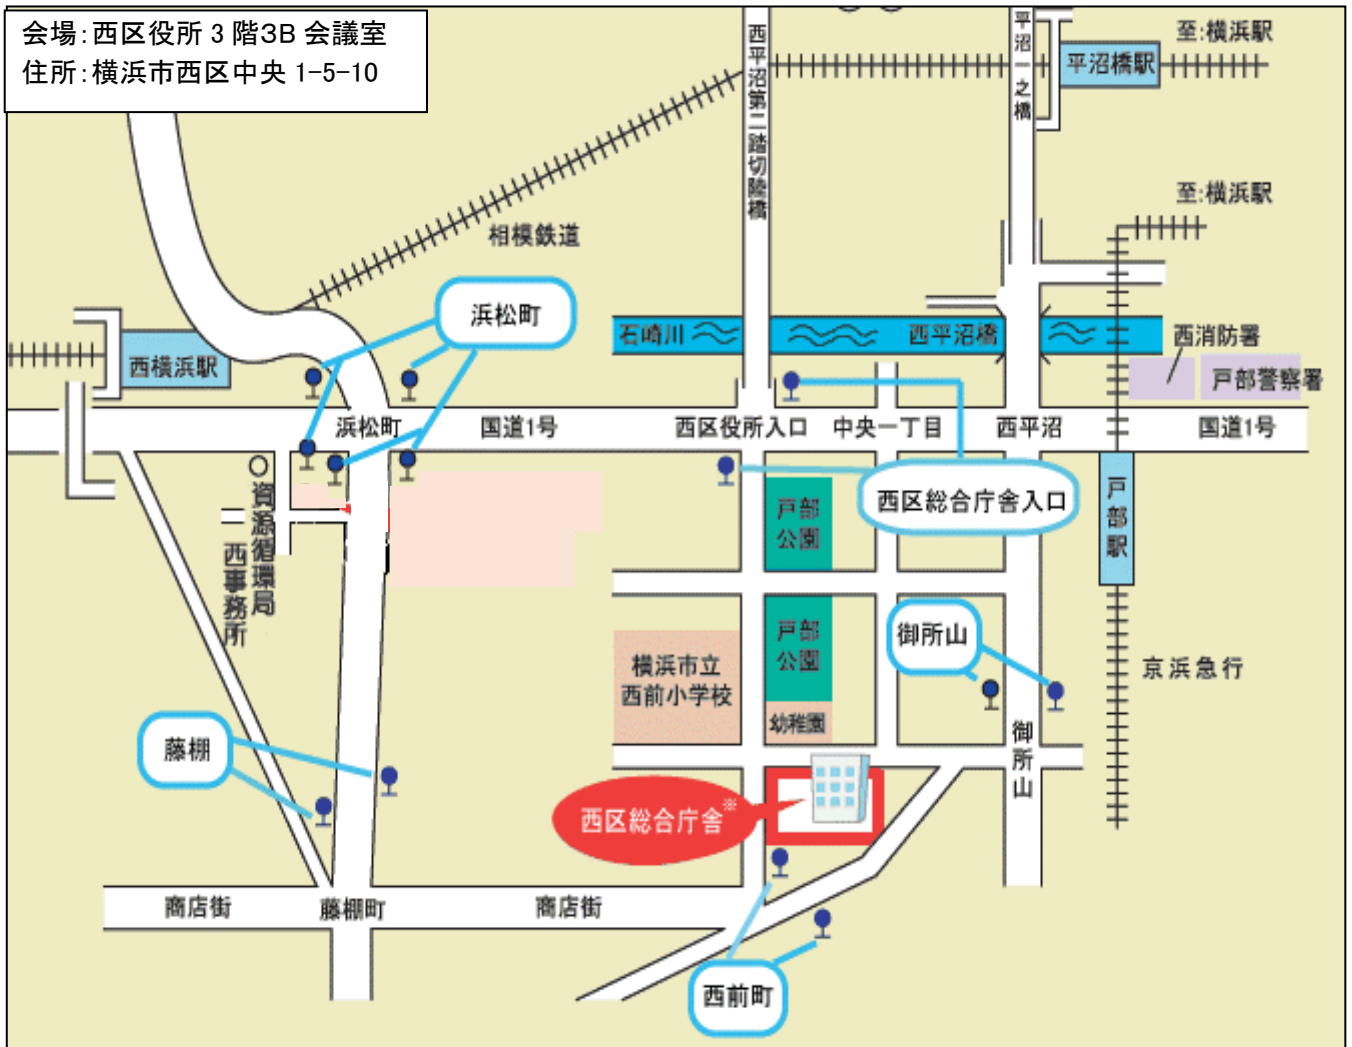 会場：西区役所 3 階3B 会議室
住所：横浜市西区中央 1-5-10
西平沼第二踏切陸橋
平沼一之橋
至：横浜駅
平沼橋駅
至：横浜駅
相模鉄道
浜松町
石崎川
西平沼橋
西消防署
戸部警察署
西横浜駅
浜松町
国道1号
西区役所入口
中央一丁目
西平沼
国道1号
〇資源循環局
西事務所
西区総合庁舎入口
戸部
公園
戸部駅
戸部
公園
御所山
横浜市立
西前小学校
京浜急行
幼稚園
藤棚
御所山
西区総合庁舎※
商店街
藤棚町
商店街
西前町